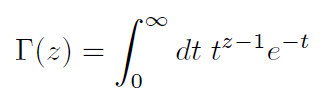 Γ(z) = ∫₀^∞ dt t^{z−1}e^{−t}